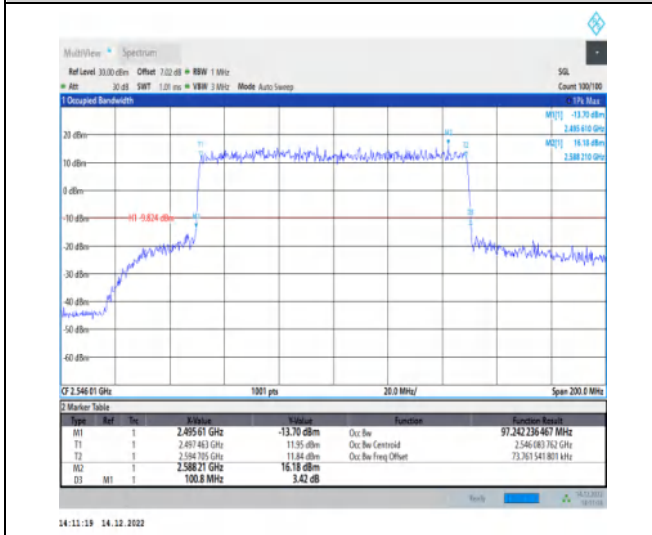 MultiView Spectrum
Ref Level 30.00 dBm Offset 7.02 dB RBW 1 MHz SGL
Att 30 dB SWT 1.01 ms VBW 3 MHz Mode Auto Sweep Count 100/100
1 Occupied Bandwidth 1Pk Max
M1[1] -13.70 dBm
2.495 610 GHz
20 dBm M2[1] 16.18 dBm
2.588 210 GHz
M2
T1 T2
10 dBm
0 dBm
-10 dBm H1 -9.824 dBm M1 D3
-20 dBm
-30 dBm
-40 dBm
-50 dBm
-60 dBm
CF 2.546 01 GHz 1001 pts 20.0 MHz/ Span 200.0 MHz
2 Marker Table
Type Ref Trc X-Value Y-Value Function Function Result
M1 1 2.495 61 GHz -13.70 dBm Occ Bw 97.242 236 467 MHz
T1 1 2.497 463 GHz 11.95 dBm Occ Bw Centroid 2.546 083 762 GHz
T2 1 2.594 705 GHz 11.84 dBm Occ Bw Freq Offset 73.761 541 801 kHz
M2 1 2.588 21 GHz 16.18 dBm
D3 M1 1 100.8 MHz 3.42 dB
Ready 14.12.2022
14:11:19 14.12.2022